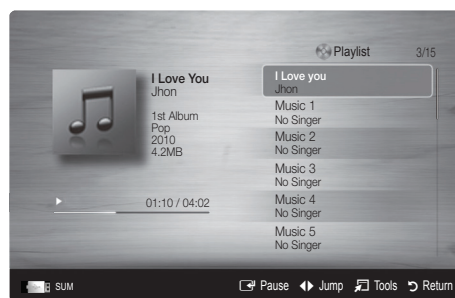 Playlist 3/15
I Love You
Jhon
1st Album
Pop
2010
4.2MB
01:10 / 04:02
I Love you
Jhon
Music 1
No Singer
Music 2
No Singer
Music 3
No Singer
Music 4
No Singer
Music 5
No Singer
SUM Pause Jump Tools Return